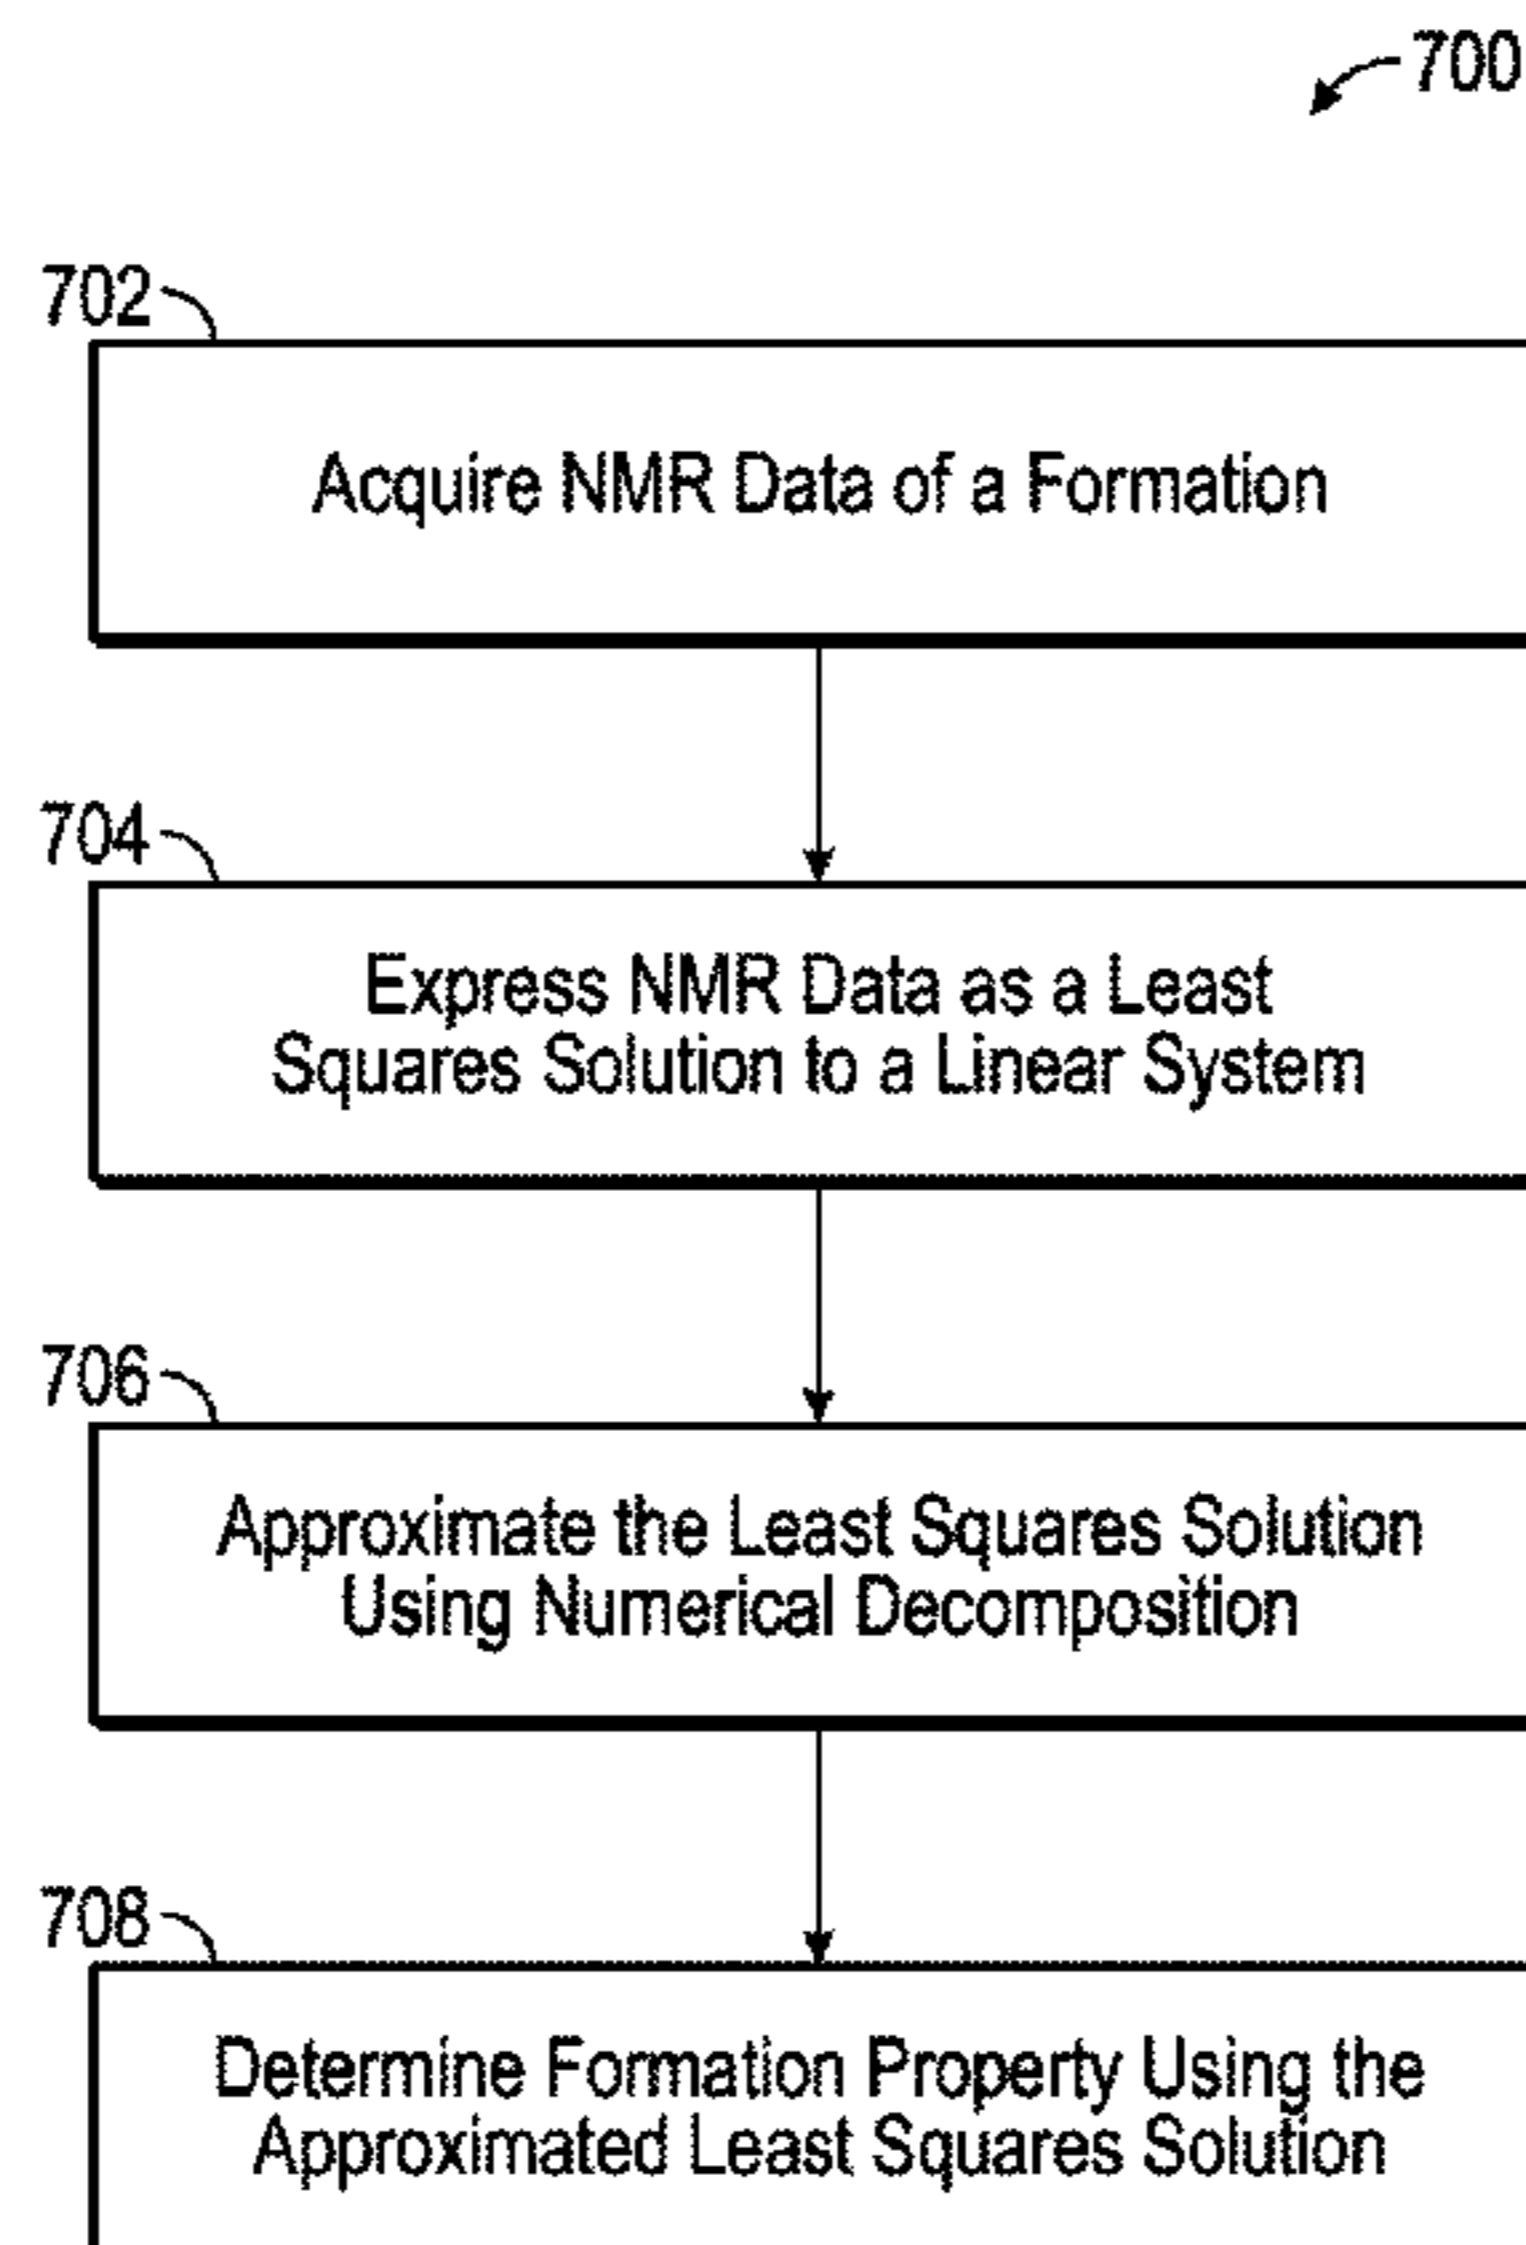 700
702
Acquire NMR Data of a Formation
704
Express NMR Data as a Least
Squares Solution to a Linear System
706
Approximate the Least Squares Solution
Using Numerical Decomposition
708
Determine Formation Property Using the
Approximated Least Squares Solution